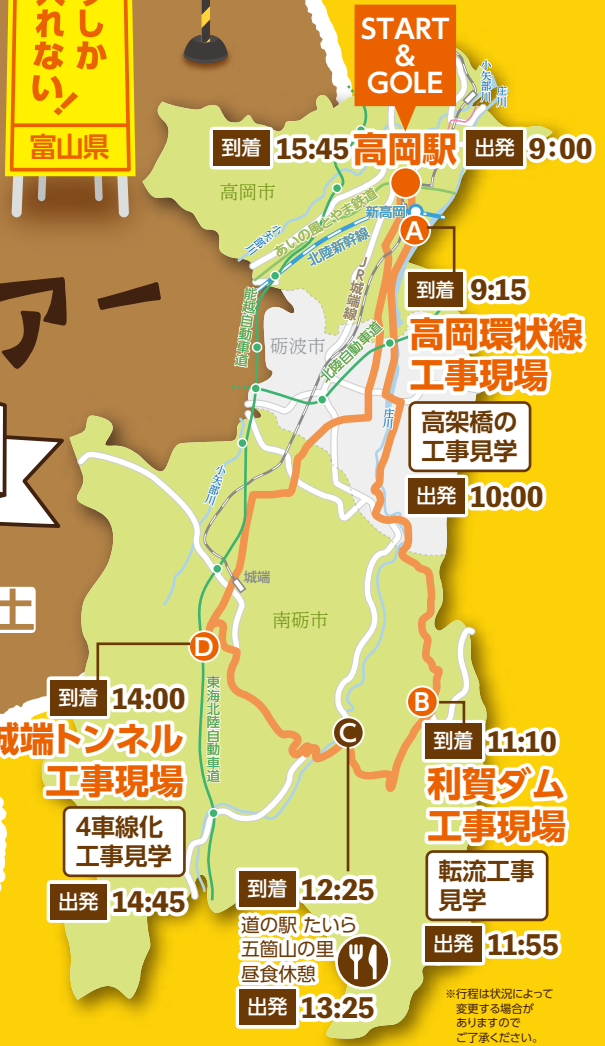 しか
れない!
富山県
ツアー
土
START
&
GOLE
到着 15:45 高岡駅 出発 9:00
高岡市
小矢部川
庄川
あいの風とやま鉄道
新高岡
北陸新幹線
小矢部川
JR城端線
能越自動車道
砺波市
北陸自動車道
庄川
A
到着 9:15
高岡環状線
工事現場
高架橋の
工事見学
出発 10:00
小矢部川
城端
南砺市
東海北陸自動車道
B
到着 11:10
利賀ダム
工事現場
転流工事
見学
出発 11:55
C
到着 12:25
道の駅 たいら
五箇山の里
昼食休憩
出発 13:25
D
到着 14:00
城端トンネル
工事現場
4車線化
工事見学
出発 14:45
※行程は状況によって
変更する場合が
ありますので
ご了承ください。